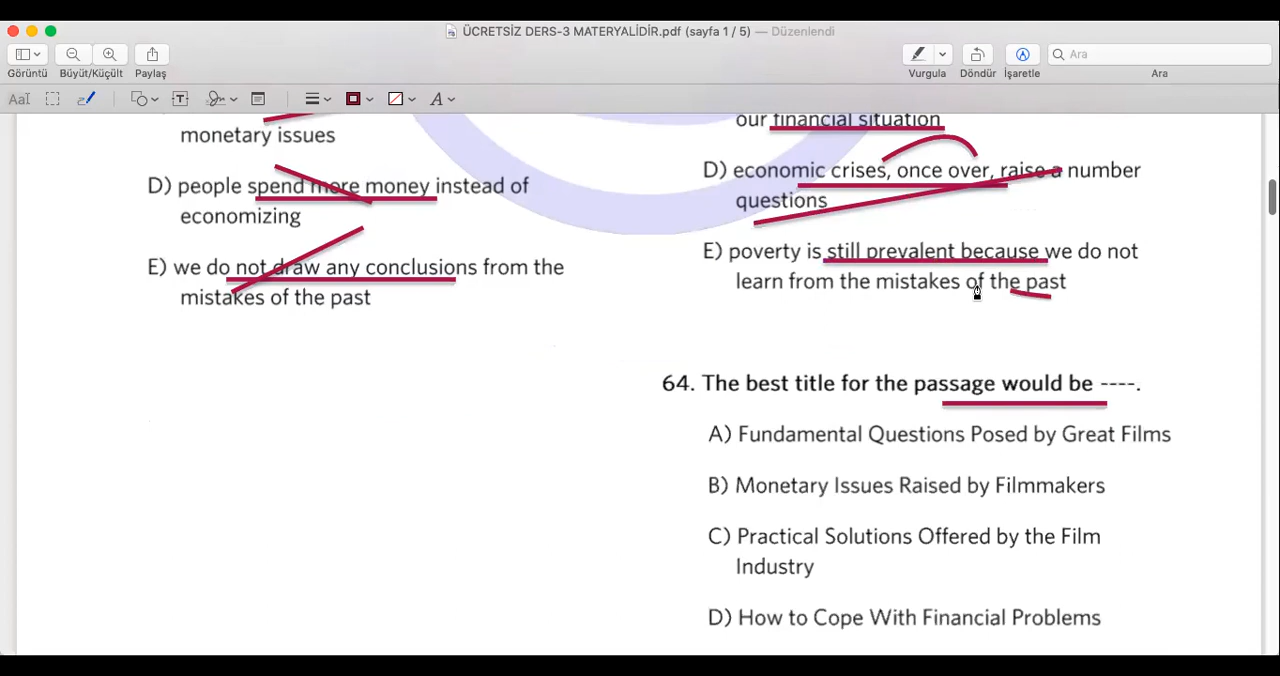 ÜCRETSİZ DERS-3 MATERYALİDİR.pdf (sayfa 1 / 5) — Düzenlendi
Görüntü Büyüt/Küçült Paylaş Vurgula Döndür İşaretle Ara
Ara
AaI A
monetary issues
D) people spend more money instead of
economizing
E) we do not draw any conclusions from the
mistakes of the past
our financial situation
D) economic crises, once over, raise a number
questions
E) poverty is still prevalent because we do not
learn from the mistakes of the past
64. The best title for the passage would be ----.
A) Fundamental Questions Posed by Great Films
B) Monetary Issues Raised by Filmmakers
C) Practical Solutions Offered by the Film
Industry
D) How to Cope With Financial Problems